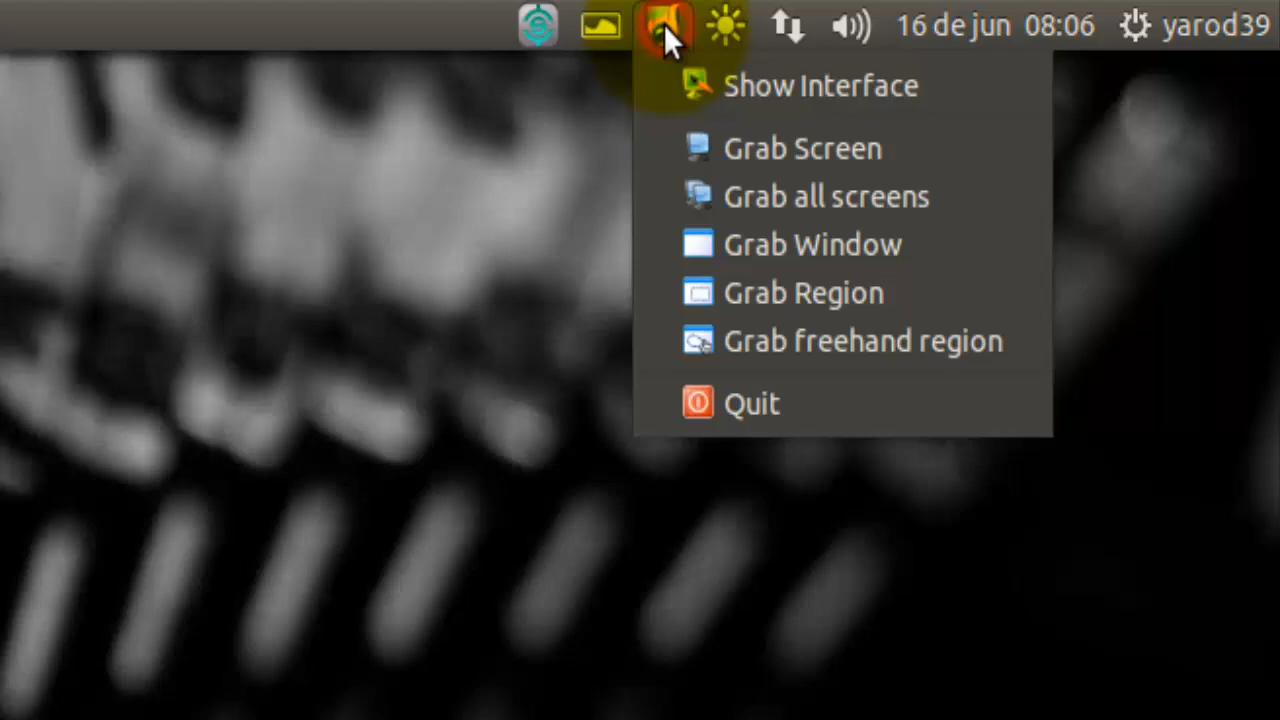 16 de jun 08:06 yarod39
Show Interface
Grab Screen
Grab all screens
Grab Window
Grab Region
Grab freehand region
Quit